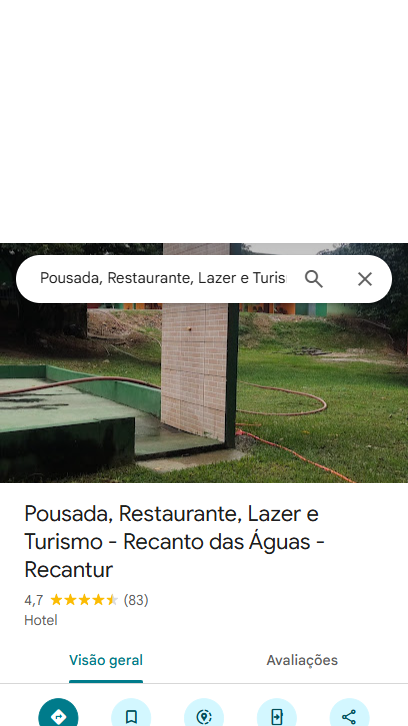 Pousada, Restaurante, Lazer e Turis
Pousada, Restaurante, Lazer e
Turismo - Recanto das Águas -
Recantur
4,7 (83)
Hotel
Visão geral Avaliações